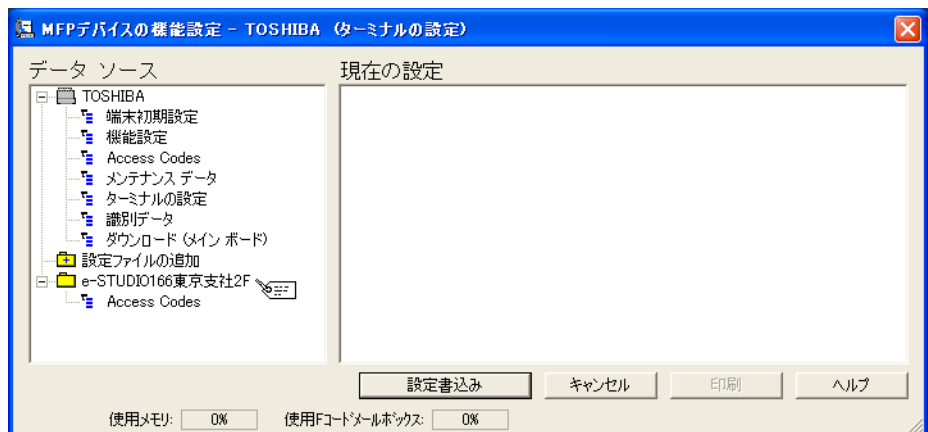 MFPデバイスの機能設定 - TOSHIBA （ターミナルの設定）
データ ソース
現在の設定
TOSHIBA
端末初期設定
機能設定
Access Codes
メンテナンス データ
ターミナルの設定
識別データ
ダウンロード (メイン ボード)
設定ファイルの追加
e-STUDIO166東京支社2F
Access Codes
設定書込み
キャンセル
印刷
ヘルプ
使用メモリ: 0%
使用Fコードメールボックス: 0%